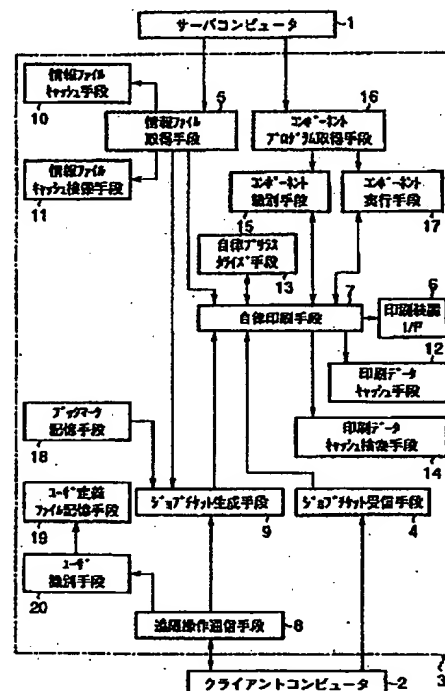 サーバコンピュータ
1
情報ファイル
キャッシュ手段
10
5
情報ファイル
取得手段
16
コンポーネント
プログラム取得手段
情報ファイル
キャッシュ検索手段
11
コンポーネント
識別手段
15
コンポーネント
実行手段
17
自律プリラス
タライズ手段
13
7
自律印刷手段
6
印刷装置
I/F
印刷データ
キャッシュ手段
12
ブックマーク
記憶手段
18
印刷データ
キャッシュ検索手段
14
ユーザ定義
ファイル記憶手段
19
ジョブチケット生成手段
9
ジョブチケット受信手段
4
ユーザ
識別手段
20
遠隔操作通信手段
8
クライアントコンピュータ
2
3